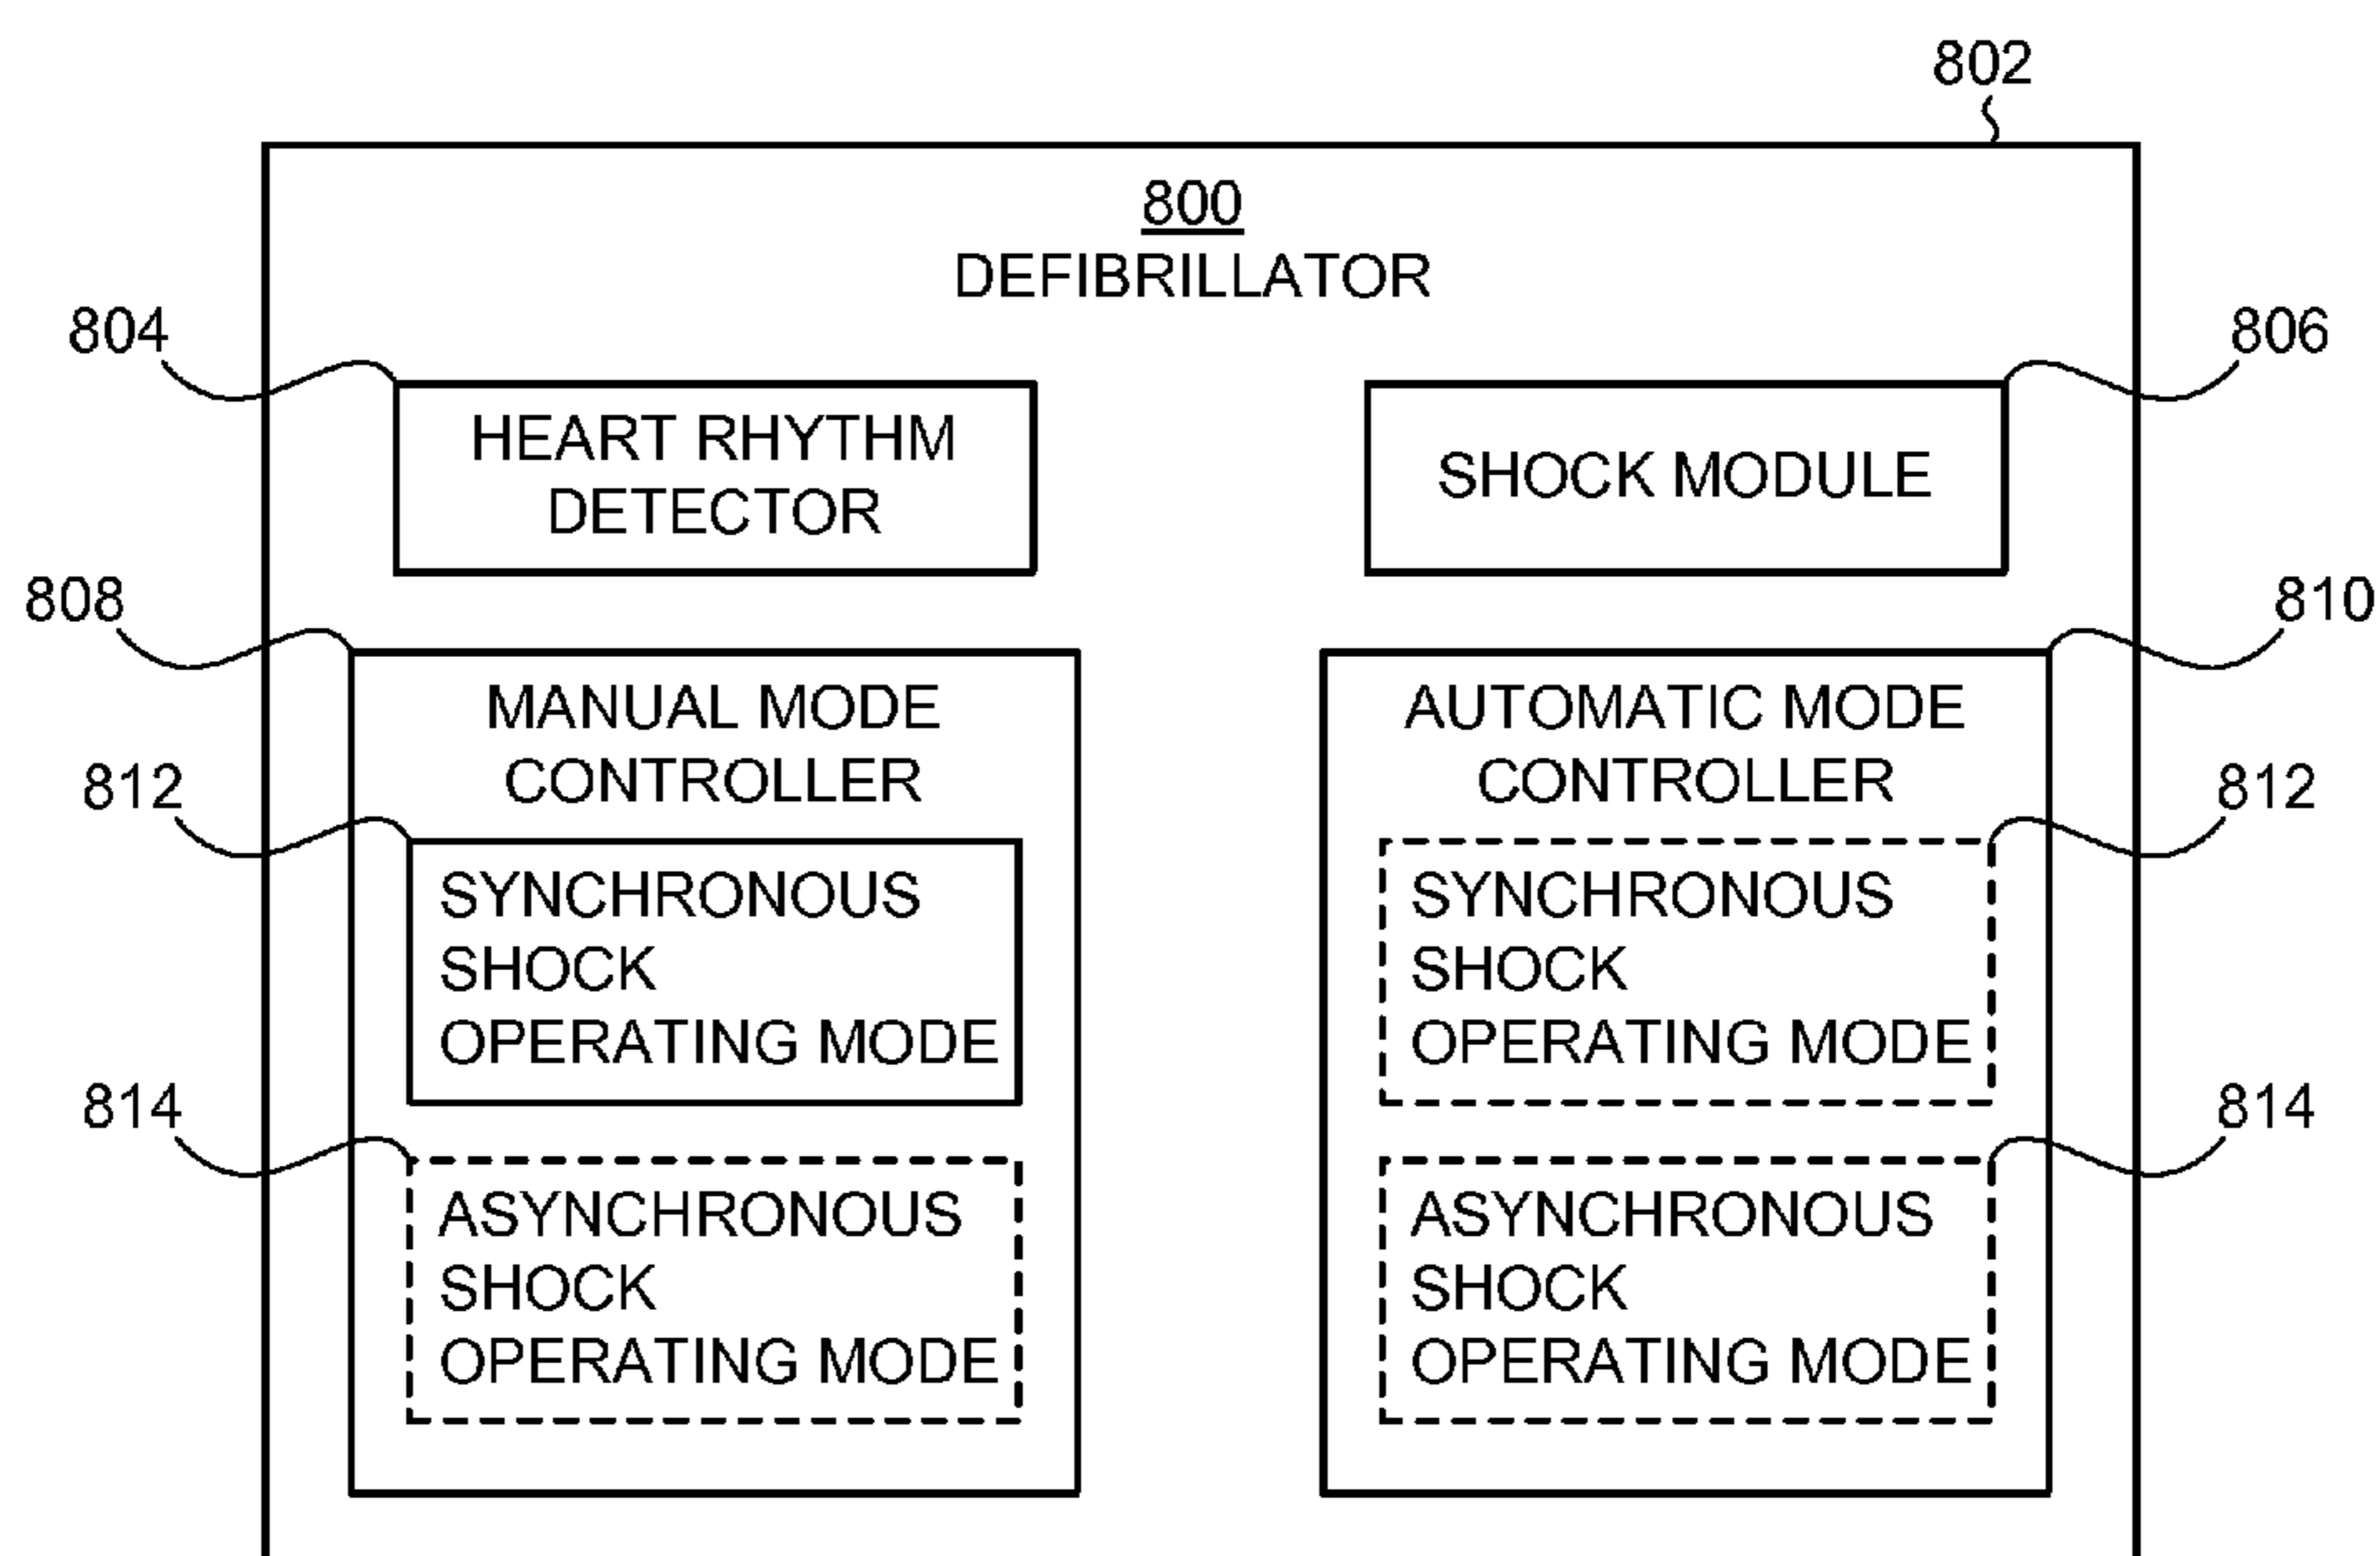 802
800
DEFIBRILLATOR
804
806
HEART RHYTHM
DETECTOR
SHOCK MODULE
808
810
MANUAL MODE
CONTROLLER
AUTOMATIC MODE
CONTROLLER
812
812
SYNCHRONOUS
SHOCK
OPERATING MODE
SYNCHRONOUS
SHOCK
OPERATING MODE
814
814
ASYNCHRONOUS
SHOCK
OPERATING MODE
ASYNCHRONOUS
SHOCK
OPERATING MODE